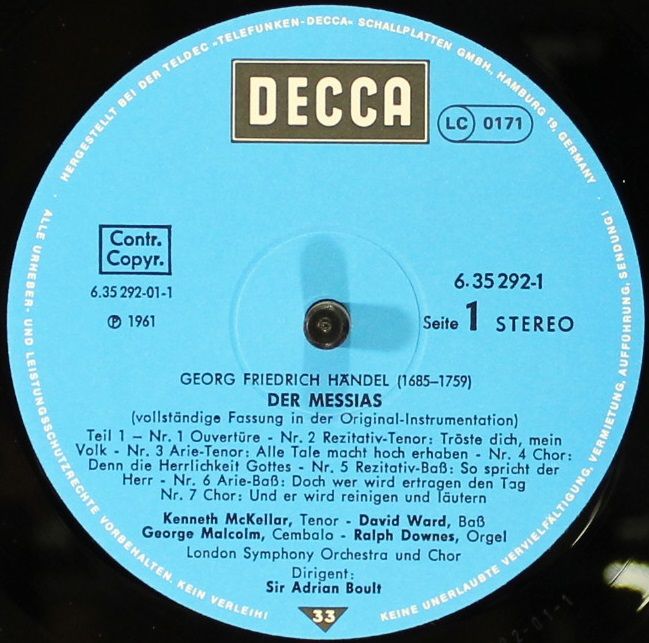 HERGESTELLT BEI DER TELDEC »TELEFUNKEN-DECCA« SCHALLPLATTEN GMBH., HAMBURG 19, GERMANY
DECCA
LC 0171
Contr.
Copyr.
6.35 292-01-1
Ⓟ 1961
6.35 292-1
Seite 1 STEREO
GEORG FRIEDRICH HÄNDEL (1685–1759)
DER MESSIAS
(vollständige Fassung in der Original-Instrumentation)
Teil 1 – Nr. 1 Ouvertüre - Nr. 2 Rezitativ-Tenor: Tröste dich, mein
Volk - Nr. 3 Arie-Tenor: Alle Tale macht hoch erhaben - Nr. 4 Chor:
Denn die Herrlichkeit Gottes - Nr. 5 Rezitativ-Baß: So spricht der
Herr - Nr. 6 Arie-Baß: Doch wer wird ertragen den Tag
Nr. 7 Chor: Und er wird reinigen und läutern
Kenneth McKellar, Tenor - David Ward, Baß
George Malcolm, Cembalo - Ralph Downes, Orgel
London Symphony Orchestra und Chor
Dirigent:
Sir Adrian Boult
33
ALLE URHEBER- UND LEISTUNGSSCHUTZRECHTE VORBEHALTEN. KEIN VERLEIH! KEINE UNERLAUBTE VERVIELFÄLTIGUNG, VERMIETUNG, AUFFÜHRUNG, SENDUNG!